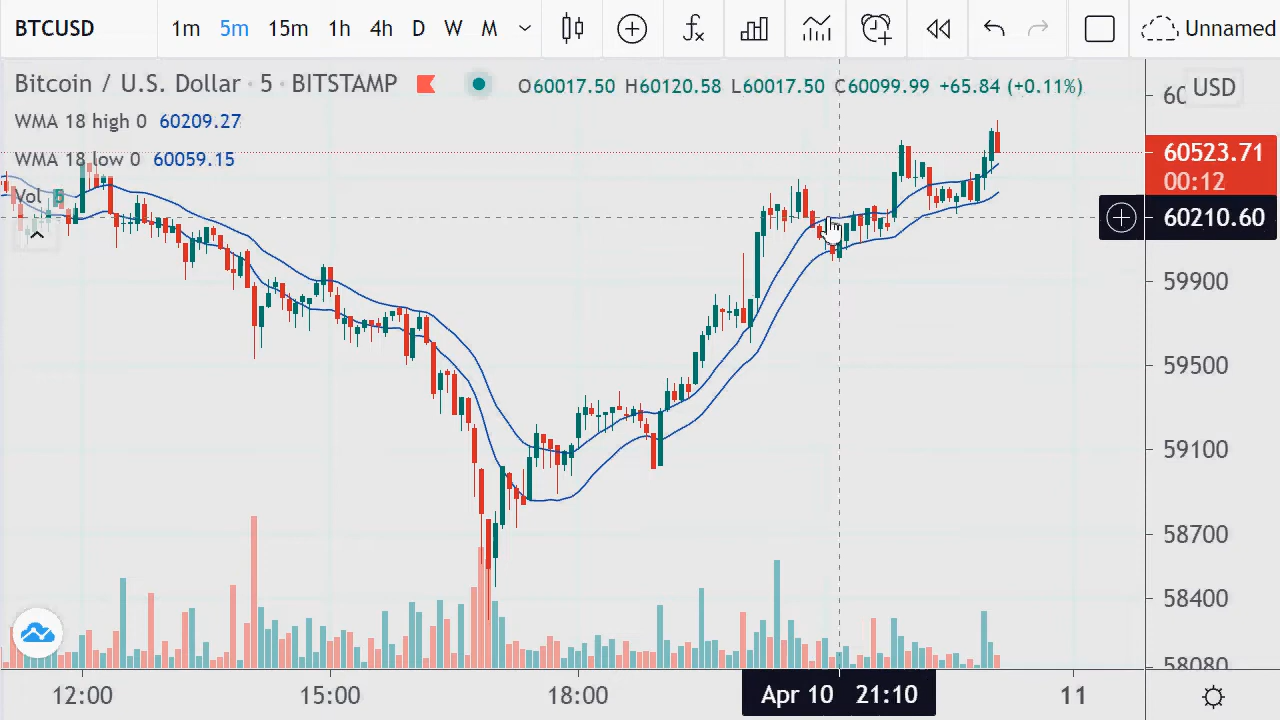 BTCUSD 1m 5m 15m 1h 4h D W M fx Unnamed
Bitcoin / U.S. Dollar · 5 · BITSTAMP O60017.50 H60120.58 L60017.50 C60099.99 +65.84 (+0.11%) USD
WMA 18 high 0 60209.27
WMA 18 low 0 60059.15
60523.71
00:12
Vol
60210.60
59900
59500
59100
58700
58400
58080
12:00 15:00 18:00 Apr 10 21:10 11